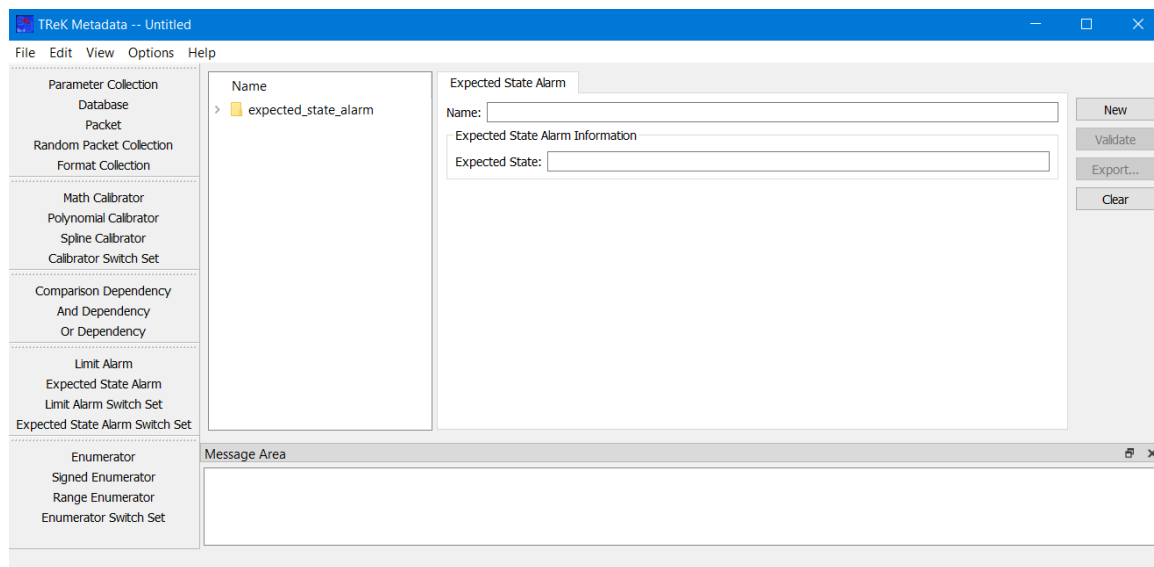 TReK Metadata -- Untitled
File Edit View Options Help
Parameter Collection
Database
Packet
Random Packet Collection
Format Collection
Math Calibrator
Polynomial Calibrator
Spline Calibrator
Calibrator Switch Set
Comparison Dependency
And Dependency
Or Dependency
Limit Alarm
Expected State Alarm
Limit Alarm Switch Set
Expected State Alarm Switch Set
Enumerator
Signed Enumerator
Range Enumerator
Enumerator Switch Set
Name
expected_state_alarm
Expected State Alarm
Name:
Expected State Alarm Information
Expected State:
New
Validate
Export...
Clear
Message Area